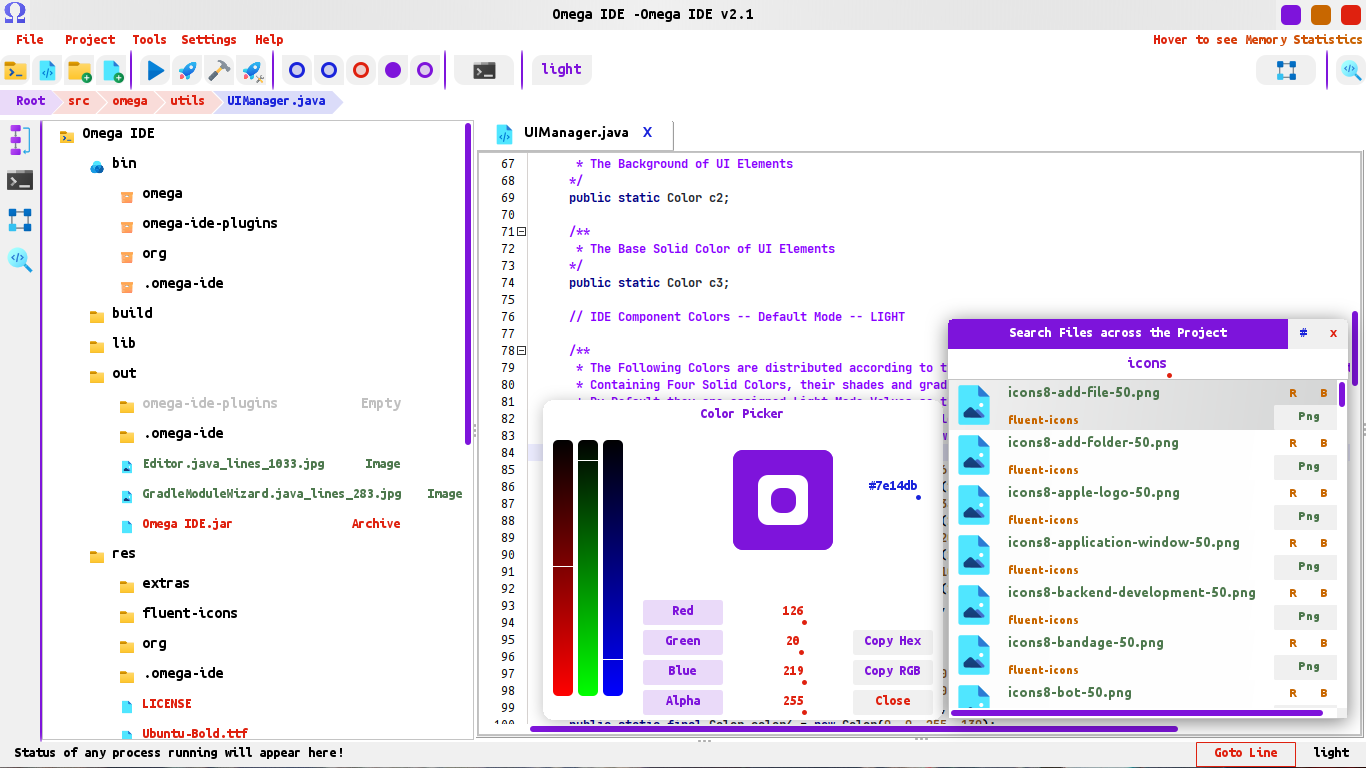 Omega IDE -Omega IDE v2.1
File Project Tools Settings Help
Hover to see Memory Statistics
light
Root src omega utils UIManager.java
Omega IDE
bin
omega
omega-ide-plugins
org
.omega-ide
build
lib
out
omega-ide-plugins Empty
.omega-ide
Editor.java_lines_1033.jpg Image
GradleModuleWizard.java_lines_283.jpg Image
Omega IDE.jar Archive
res
extras
fluent-icons
org
.omega-ide
LICENSE
Ubuntu-Bold.ttf
UIManager.java X
67 * The Background of UI Elements
68 */
69 public static Color c2;
70
71 /**
72 * The Base Solid Color of UI Elements
73 */
74 public static Color c3;
75
76 // IDE Component Colors -- Default Mode -- LIGHT
77
78 /**
79 * The Following Colors are distributed according to
80 * Containing Four Solid Colors, their shades and
81
82
83
84
85
86
87
88
89
90
91
92
93
94
95
96
97
98
99
Color Picker
#7e14db
Red 126
Green 20 Copy Hex
Blue 219 Copy RGB
Alpha 255 Close
Search Files across the Project # x
icons
icons8-add-file-50.png R B
fluent-icons Png
icons8-add-folder-50.png R B
fluent-icons Png
icons8-apple-logo-50.png R B
fluent-icons Png
icons8-application-window-50.png R B
fluent-icons Png
icons8-backend-development-50.png R B
fluent-icons Png
icons8-bandage-50.png R B
fluent-icons Png
icons8-bot-50.png R B
Status of any process running will appear here!
Goto Line light